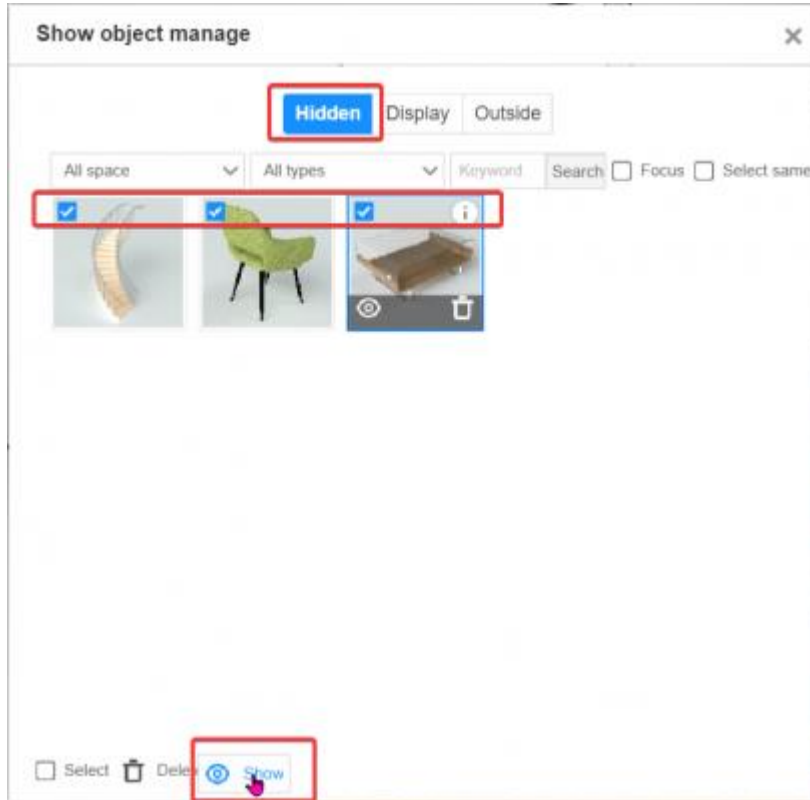 Show object manage
Hidden Display Outside
All space All types Keyword Search Focus Select same
Select Show